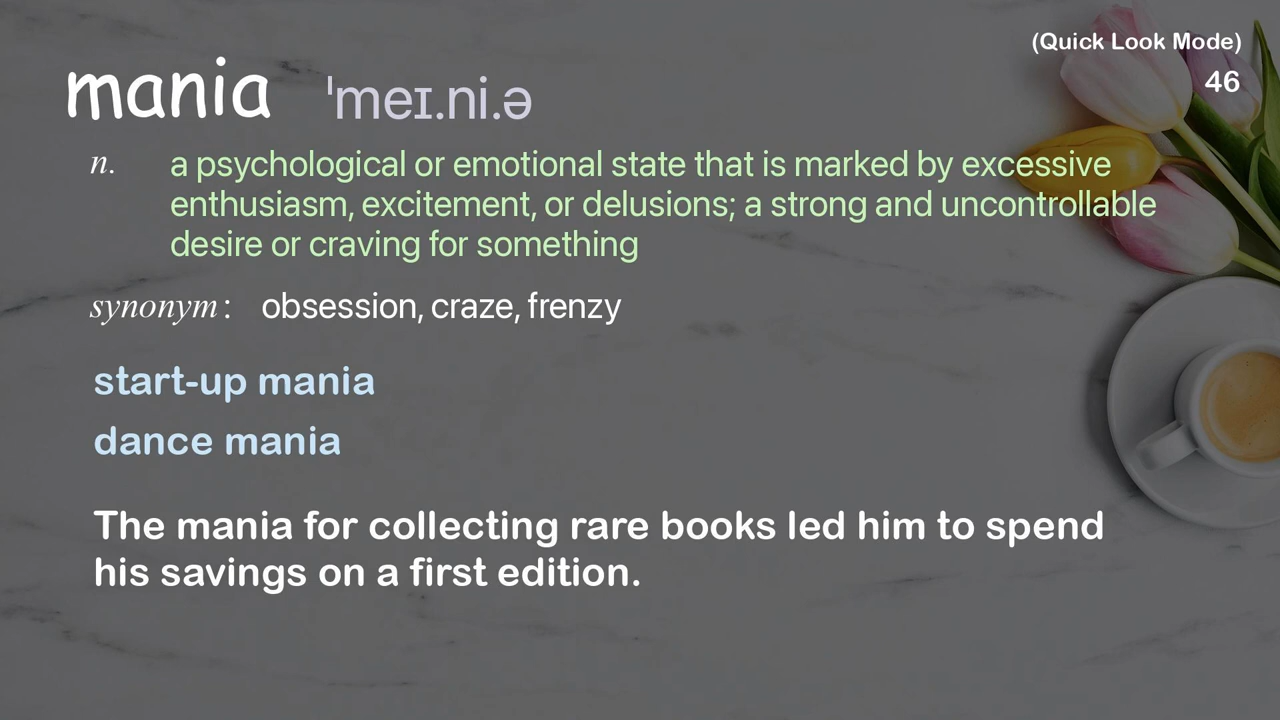 (Quick Look Mode)
46
mania ˈmeɪ.ni.ə
n. a psychological or emotional state that is marked by excessive
enthusiasm, excitement, or delusions; a strong and uncontrollable
desire or craving for something
synonym: obsession, craze, frenzy
start-up mania
dance mania
The mania for collecting rare books led him to spend
his savings on a first edition.